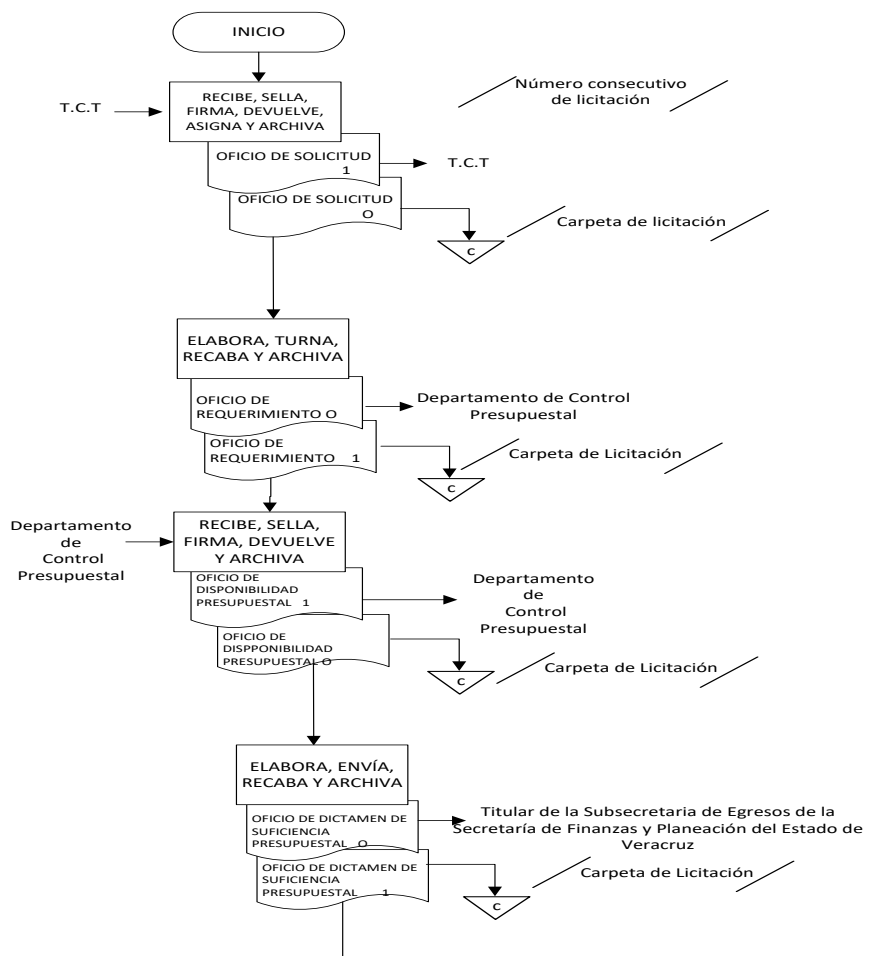 INICIO
T.C.T
RECIBE, SELLA,
FIRMA, DEVUELVE,
ASIGNA Y ARCHIVA
Número consecutivo
de licitación
OFICIO DE SOLICITUD
1
T.C.T
OFICIO DE SOLICITUD
O
Carpeta de licitación
C
ELABORA, TURNA,
RECABA Y ARCHIVA
OFICIO DE
REQUERIMIENTO O
Departamento de Control
Presupuestal
OFICIO DE
REQUERIMIENTO 1
Carpeta de Licitación
C
Departamento
de
Control
Presupuestal
RECIBE, SELLA,
FIRMA, DEVUELVE
Y ARCHIVA
OFICIO DE
DISPONIBILIDAD
PRESUPUESTAL 1
Departamento
de
Control
Presupuestal
OFICIO DE
DISPPONIBILIDAD
PRESUPUESTAL O
Carpeta de Licitación
C
ELABORA, ENVÍA,
RECABA Y ARCHIVA
OFICIO DE DICTAMEN DE
SUFICIENCIA
PRESUPUESTAL O
Titular de la Subsecretaria de Egresos de la
Secretaría de Finanzas y Planeación del Estado de
Veracruz
OFICIO DE DICTAMEN DE
SUFICIENCIA
PRESUPUESTAL 1
Carpeta de Licitación
C